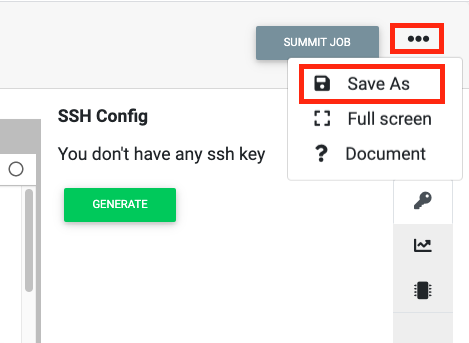 SUMMIT JOB
Save As
Full screen
? Document
SSH Config
You don't have any ssh key
GENERATE